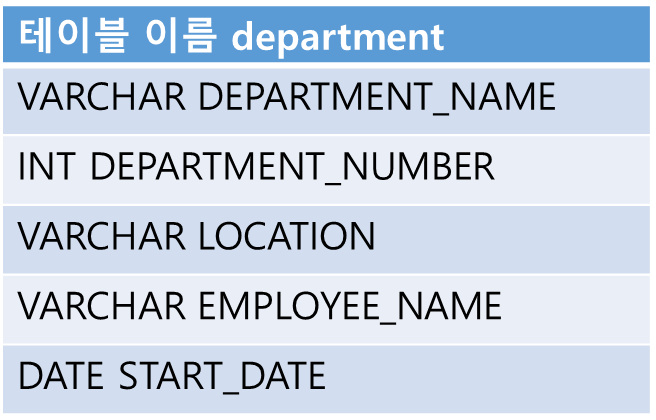 테이블 이름 department
VARCHAR DEPARTMENT_NAME
INT DEPARTMENT_NUMBER
VARCHAR LOCATION
VARCHAR EMPLOYEE_NAME
DATE START_DATE